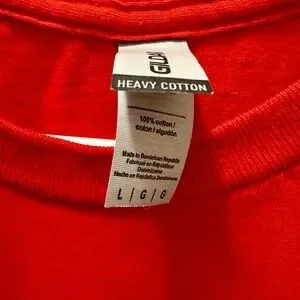 GILDAN
HEAVY COTTON
100% cotton /
coton / algodón
Made in Dominican Republic
Fabriqué en République
Dominicaine
Hecho en República Dominicana
L | G | G